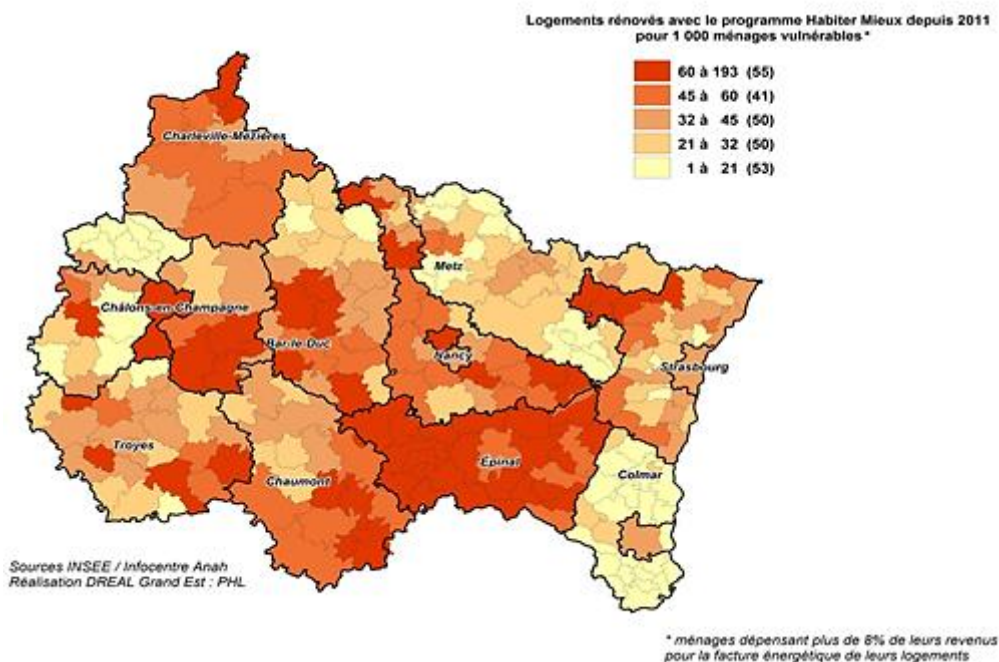 Logements rénovés avec le programme Habiter Mieux depuis 2011
pour 1 000 ménages vulnérables *
60 à 193 (55)
45 à 60 (41)
32 à 45 (50)
21 à 32 (50)
1 à 21 (53)
Charleville-Mézières
Metz
Châlons-en-Champagne
Bar-le-Duc
Nancy
Strasbourg
Troyes
Chaumont
Épinal
Colmar
Sources INSEE / Infocentre Anah
Réalisation DREAL Grand Est : PHL
* ménages dépensant plus de 8% de leurs revenus
pour la facture énergétique de leurs logements